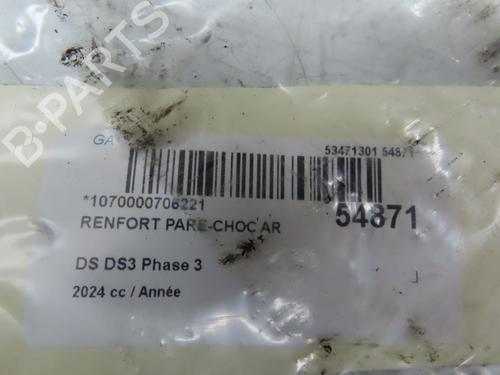 B-PARTS
GA
53471301 54871
*1070000706221
54871
RENFORT PARE-CHOC AR
DS DS3 Phase 3
2024 cc / Année